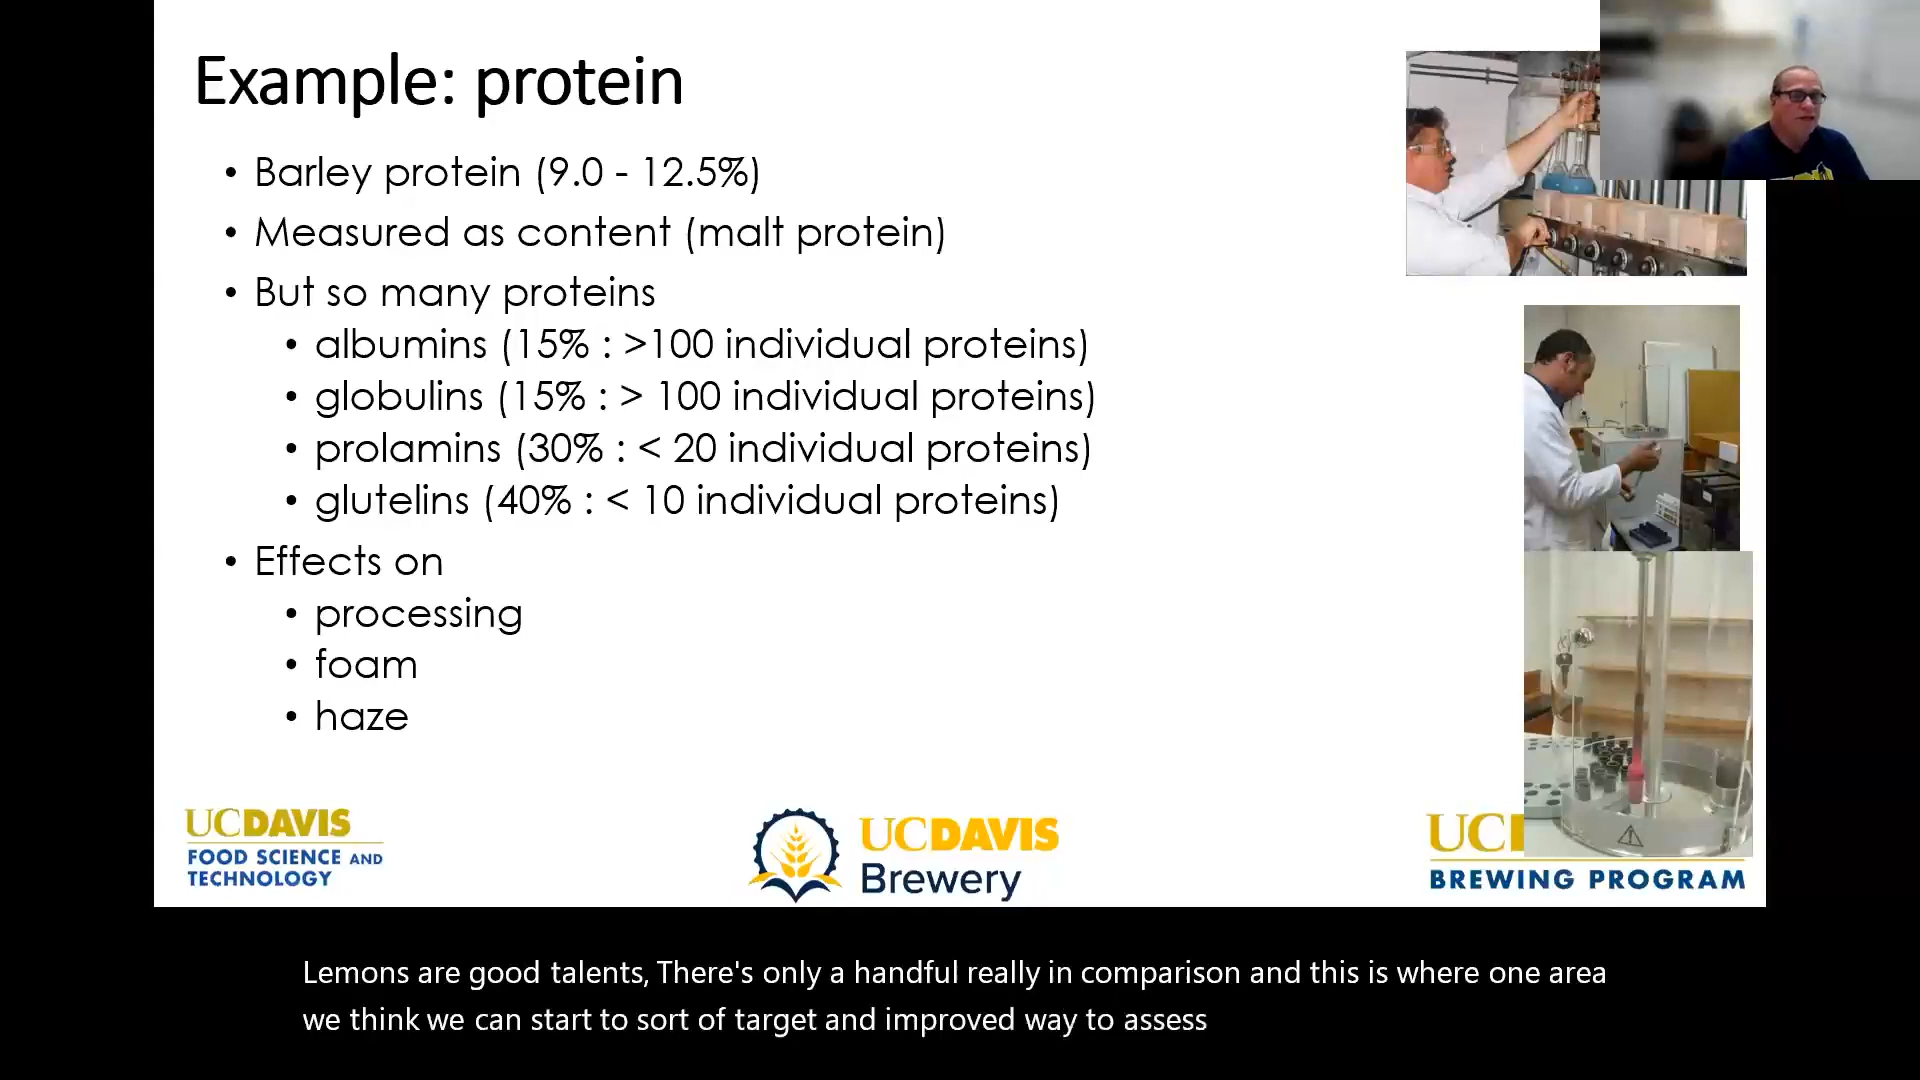 Example: protein
• Barley protein (9.0 - 12.5%)
• Measured as content (malt protein)
• But so many proteins
• albumins (15% : >100 individual proteins)
• globulins (15% : > 100 individual proteins)
• prolamins (30% : < 20 individual proteins)
• glutelins (40% : < 10 individual proteins)
• Effects on
• processing
• foam
• haze
UCDAVIS
FOOD SCIENCE AND
TECHNOLOGY
UCDAVIS
Brewery
UC
BREWING PROGRAM
Lemons are good talents, There's only a handful really in comparison and this is where one area
we think we can start to sort of target and improved way to assess